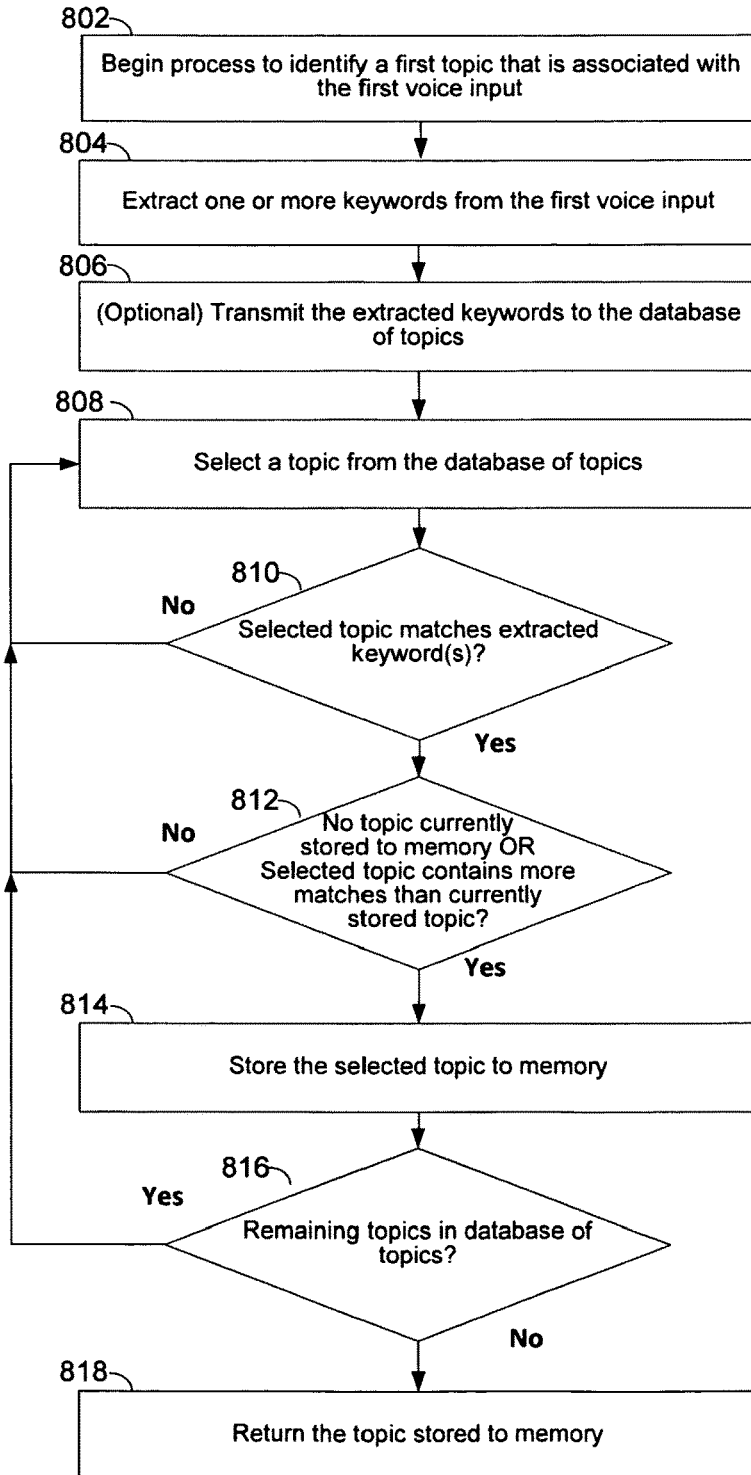 802
Begin process to identify a first topic that is associated with
the first voice input
804
Extract one or more keywords from the first voice input
806
(Optional) Transmit the extracted keywords to the database
of topics
808
Select a topic from the database of topics
810
No
Selected topic matches extracted
keyword(s)?
Yes
812
No
No topic currently
stored to memory OR
Selected topic contains more
matches than currently
stored topic?
Yes
814
Store the selected topic to memory
816
Yes
Remaining topics in database of
topics?
No
818
Return the topic stored to memory